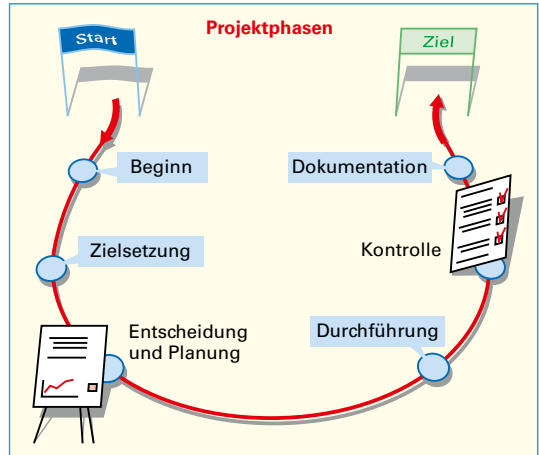 Projektphasen
Start
Ziel
Beginn
Dokumentation
Zielsetzung
Kontrolle
Entscheidung
und Planung
Durchführung